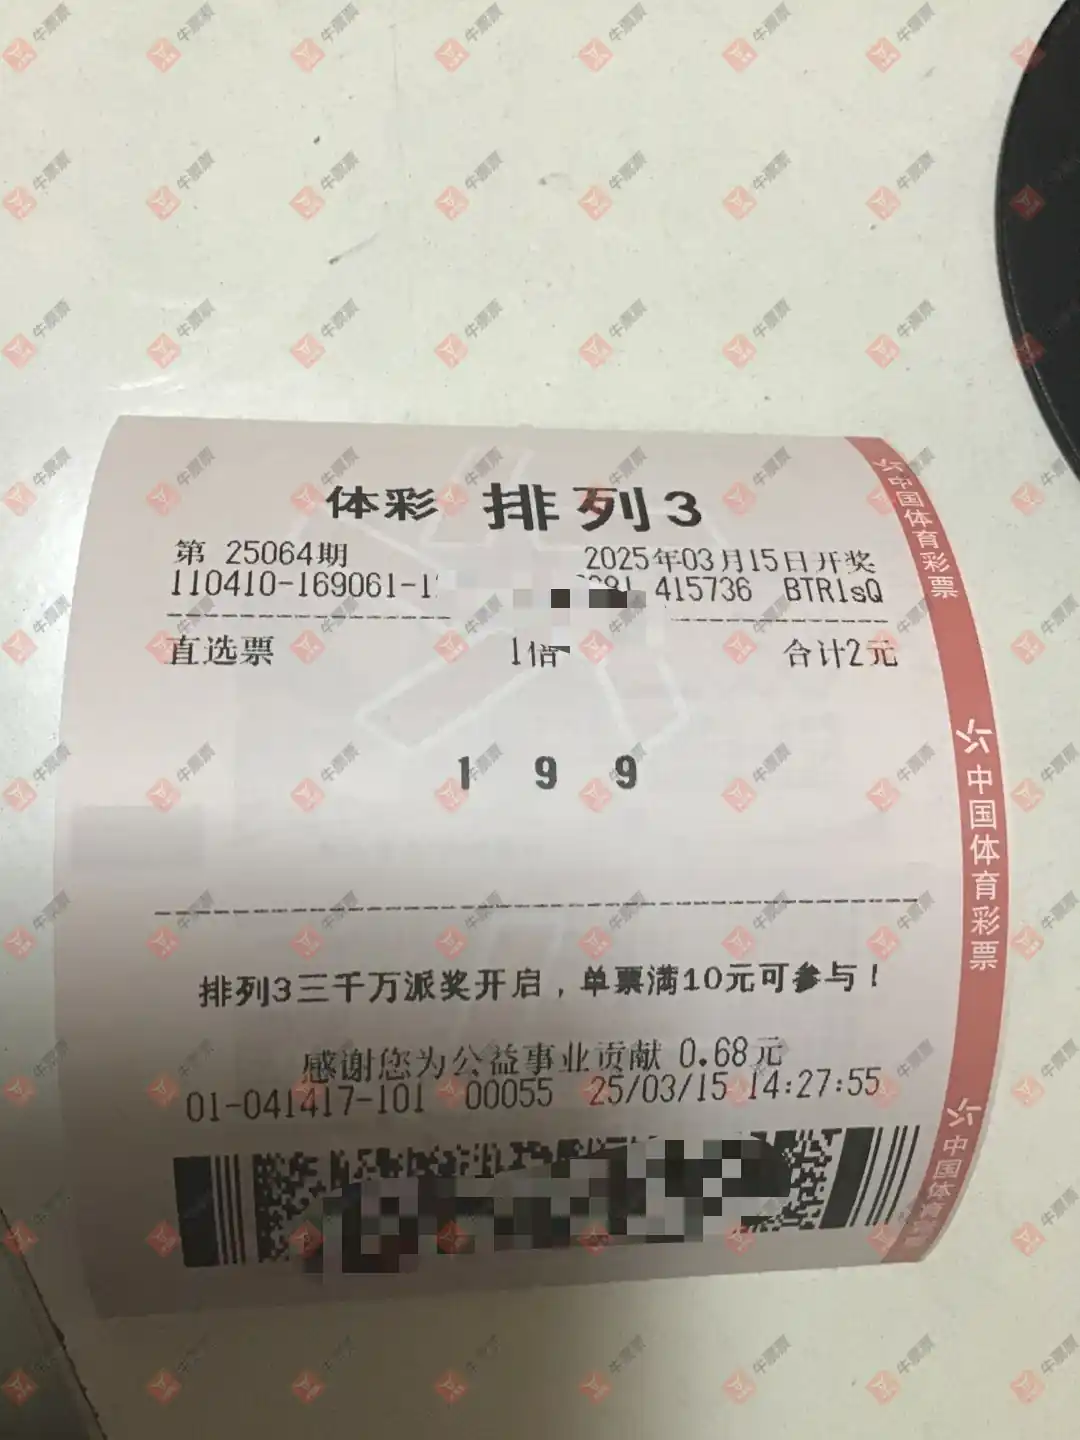 体彩 排列3
第 25064期 2025年03月15日开奖
110410-169061-1 415736 BTR1sQ
直选票 1倍 合计2元
1 9 9
排列3三千万派奖开启，单票满10元可参与！
感谢您为公益事业贡献 0.68元
01-041417-101 00055 25/03/15 14:27:55
中国体育彩票
中国体育彩票
中国体育
牛票票